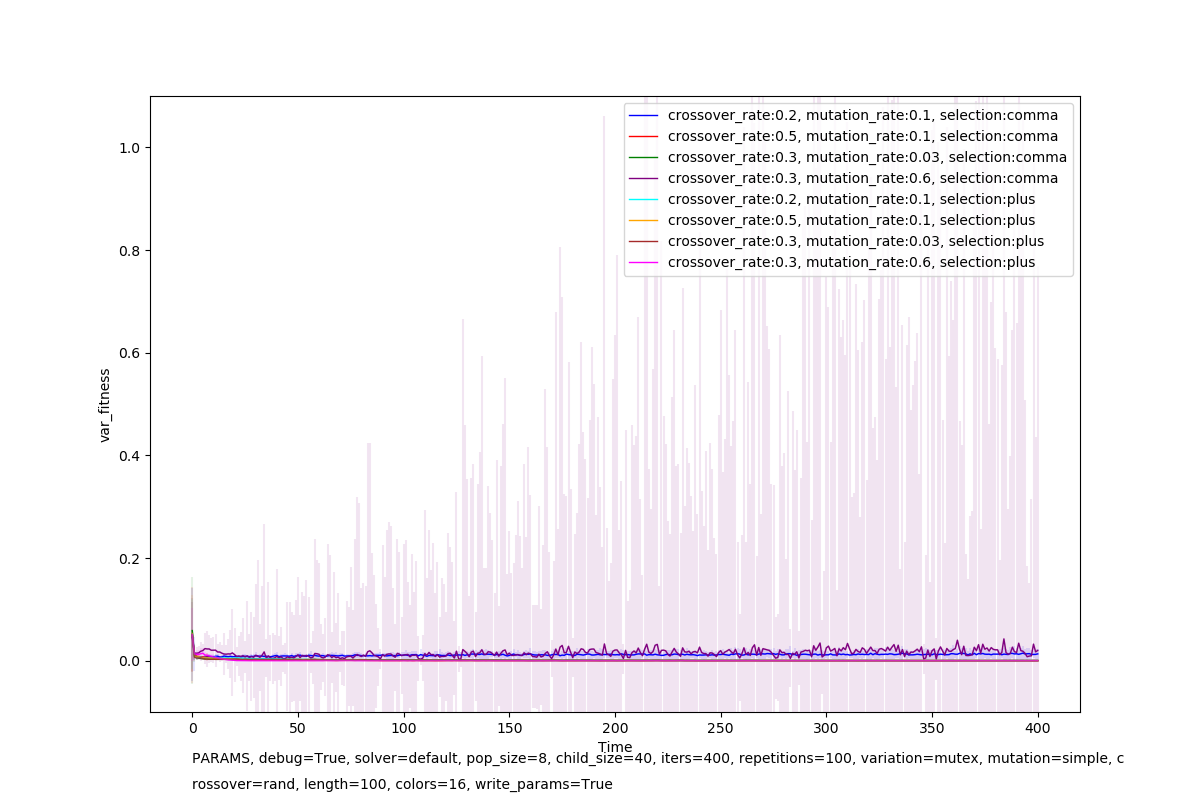 crossover_rate:0.2, mutation_rate:0.1, selection:comma
crossover_rate:0.5, mutation_rate:0.1, selection:comma
crossover_rate:0.3, mutation_rate:0.03, selection:comma
crossover_rate:0.3, mutation_rate:0.6, selection:comma
crossover_rate:0.2, mutation_rate:0.1, selection:plus
crossover_rate:0.5, mutation_rate:0.1, selection:plus
crossover_rate:0.3, mutation_rate:0.03, selection:plus
crossover_rate:0.3, mutation_rate:0.6, selection:plus
1.0
0.8
0.6
0.4
0.2
0.0
var_fitness
0 50 100 150 200 250 300 350 400
Time
PARAMS, debug=True, solver=default, pop_size=8, child_size=40, iters=400, repetitions=100, variation=mutex, mutation=simple, c
rossover=rand, length=100, colors=16, write_params=True